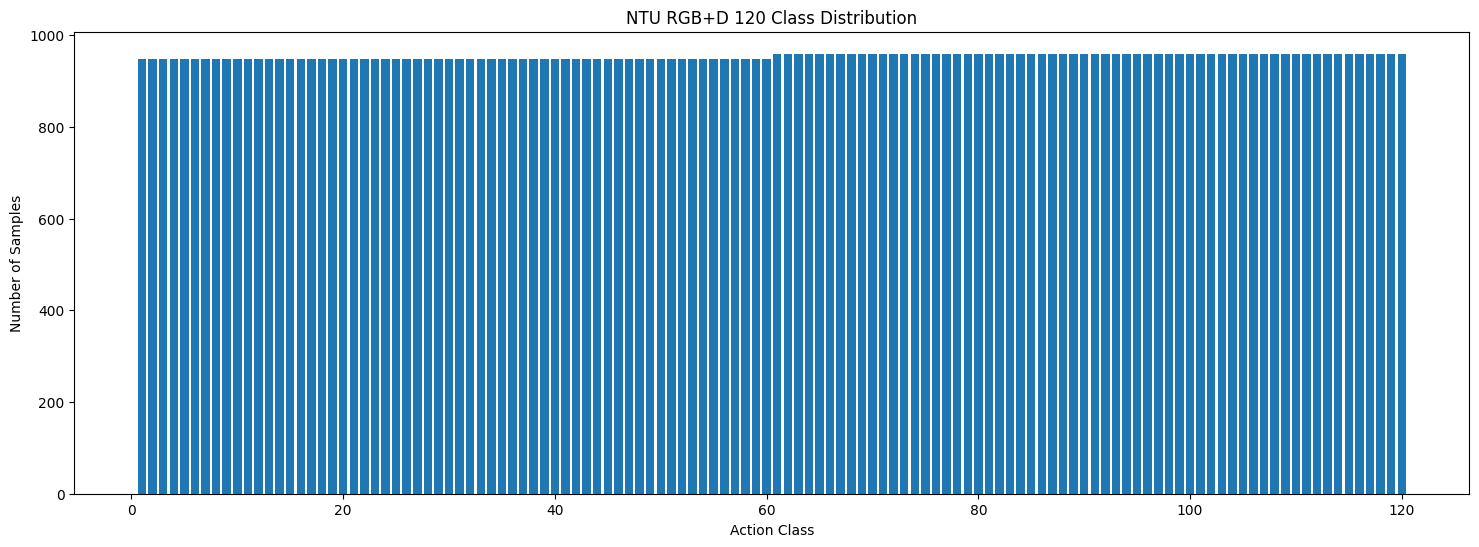 NTU RGB+D 120 Class Distribution
1000
800
600
400
200
0
Number of Samples
0 20 40 60 80 100 120
Action Class